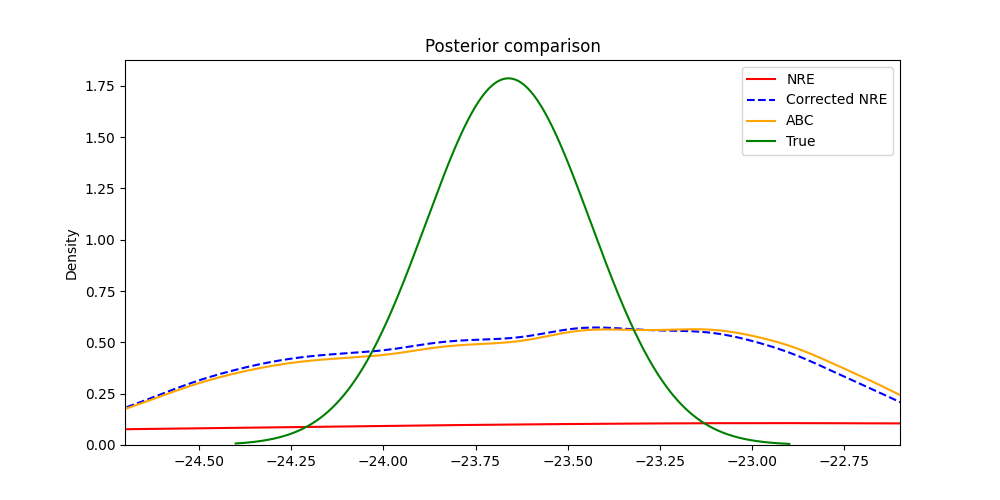 Posterior comparison
NRE
Corrected NRE
ABC
True
Density
1.75
1.50
1.25
1.00
0.75
0.50
0.25
0.00
−24.50 −24.25 −24.00 −23.75 −23.50 −23.25 −23.00 −22.75